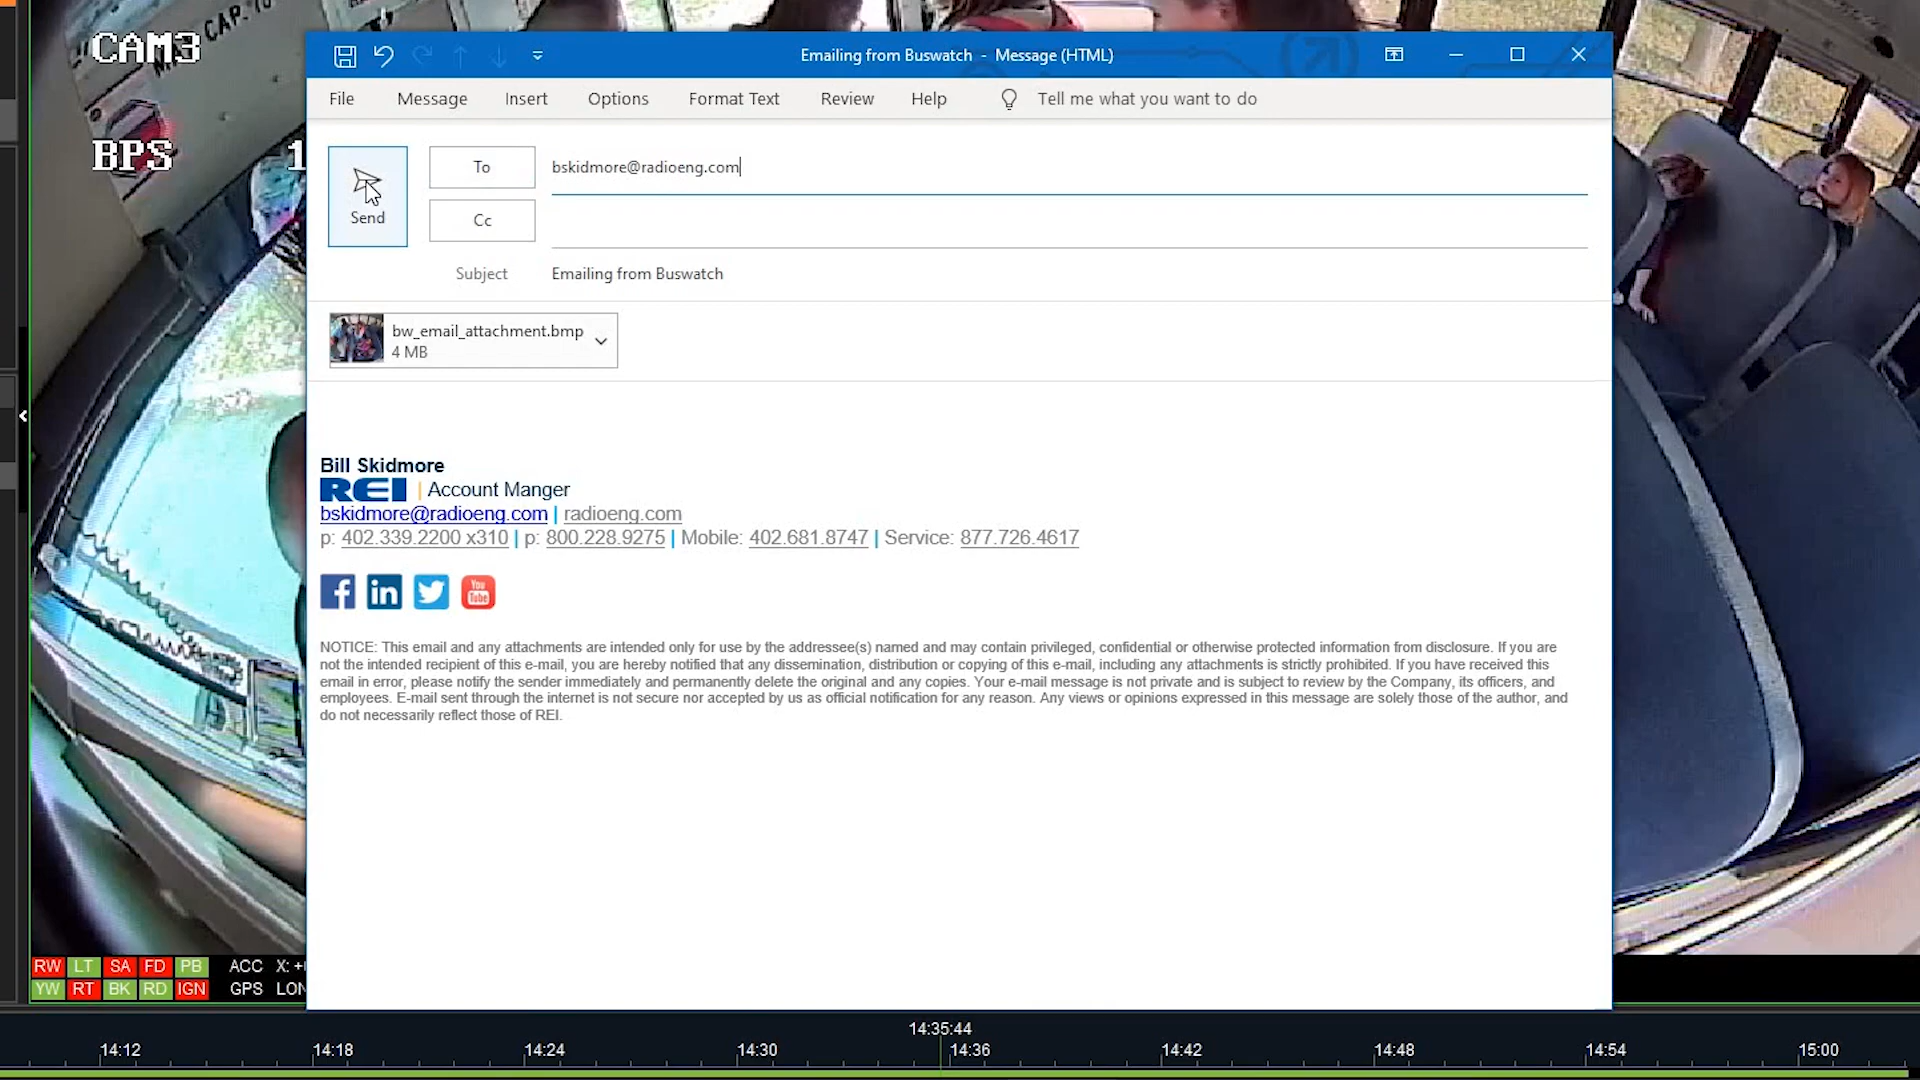 CAM3
CAP. 10
BPS 1
Emailing from Buswatch - Message (HTML)
File Message Insert Options Format Text Review Help Tell me what you want to do
Send
To bskidmore@radioeng.com
Cc
Subject Emailing from Buswatch
bw_email_attachment.bmp
4 MB
Bill Skidmore
REI | Account Manger
bskidmore@radioeng.com | radioeng.com
p: 402.339.2200 x310 | p: 800.228.9275 | Mobile: 402.681.8747 | Service: 877.726.4617
You
Tube
NOTICE: This email and any attachments are intended only for use by the addressee(s) named and may contain privileged, confidential or otherwise protected information from disclosure. If you are
not the intended recipient of this e-mail, you are hereby notified that any dissemination, distribution or copying of this e-mail, including any attachments is strictly prohibited. If you have received this
email in error, please notify the sender immediately and permanently delete the original and any copies. Your e-mail message is not private and is subject to review by the Company, its officers, and
employees. E-mail sent through the internet is not secure nor accepted by us as official notification for any reason. Any views or opinions expressed in this message are solely those of the author, and
do not necessarily reflect those of REI.
RW LT SA FD PB ACC X: +
YW RT BK RD IGN GPS LON
14:35:44
14:12 14:18 14:24 14:30 14:36 14:42 14:48 14:54 15:00